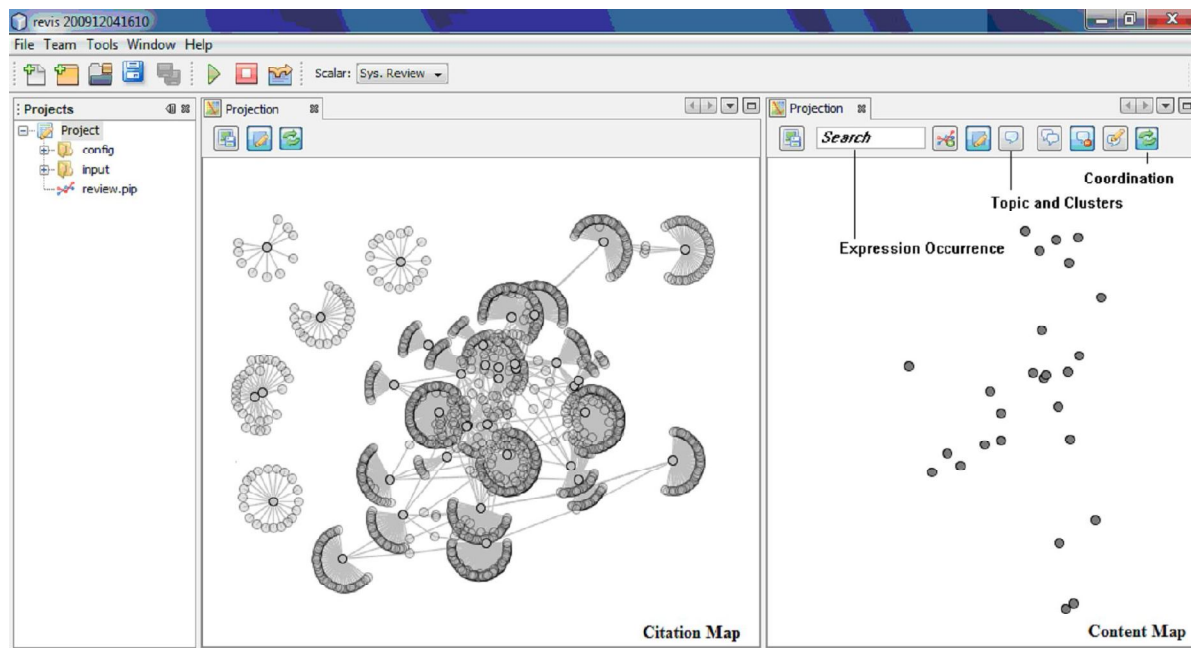 revis 200912041610
File Team Tools Window Help
Scalar: Sys. Review
Projects
Project
config
input
review.pip
Projection
Citation Map
Projection
Search
Coordination
Topic and Clusters
Expression Occurrence
Content Map